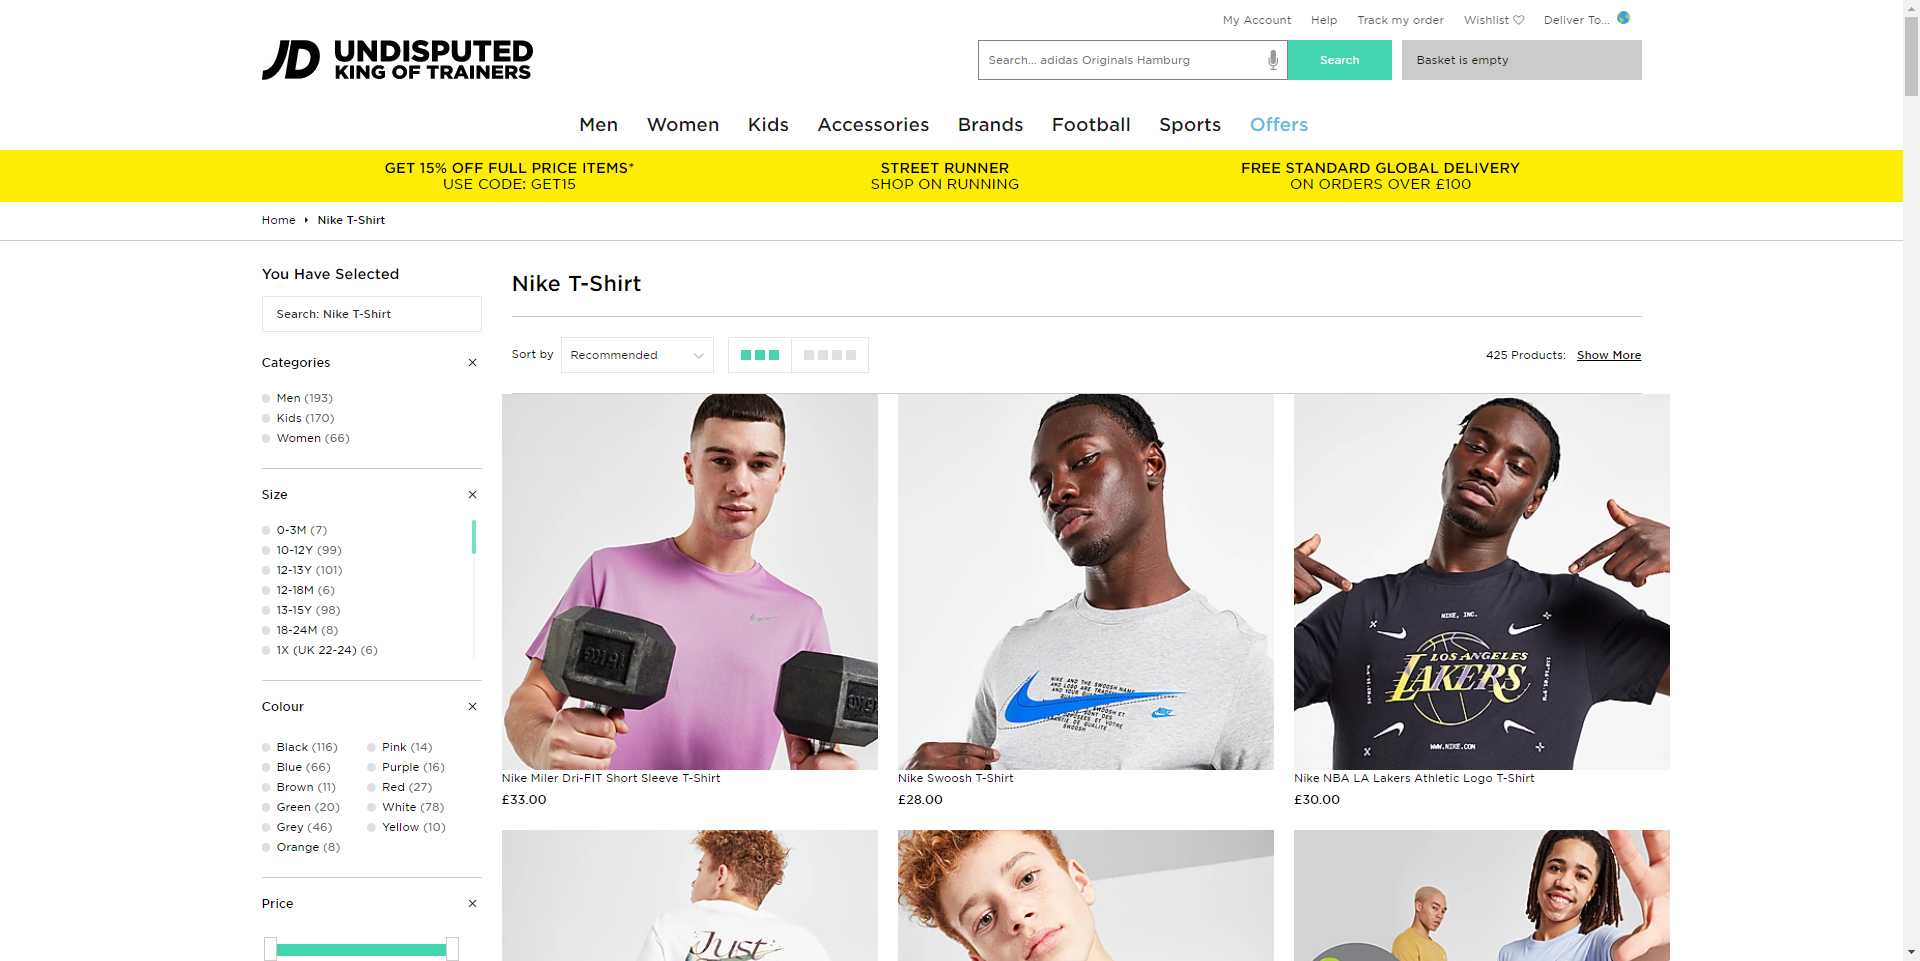 My Account Help Track my order Wishlist Deliver To...
JD UNDISPUTED
KING OF TRAINERS
Search... adidas Originals Hamburg Search Basket is empty
Men Women Kids Accessories Brands Football Sports Offers
GET 15% OFF FULL PRICE ITEMS*
USE CODE: GET15
STREET RUNNER
SHOP ON RUNNING
FREE STANDARD GLOBAL DELIVERY
ON ORDERS OVER £100
Home Nike T-Shirt
You Have Selected
Search: Nike T-Shirt
Categories
Men (193)
Kids (170)
Women (66)
Size
0-3M (7)
10-12Y (99)
12-13Y (101)
12-18M (6)
13-15Y (98)
18-24M (8)
1X (UK 22-24) (6)
Colour
Black (116)
Blue (66)
Brown (11)
Green (20)
Grey (46)
Orange (8)
Pink (14)
Purple (16)
Red (27)
White (78)
Yellow (10)
Price
Nike T-Shirt
Sort by Recommended
425 Products: Show More
NIKE AND THE SWOOSH NAME
AND LOGO ARE
AND YOUR
SWOOSH
NIKE, INC.
LOS ANGELES
LAKERS
WWW.NIKE.COM
Nike Miler Dri-FIT Short Sleeve T-Shirt
£33.00
Nike Swoosh T-Shirt
£28.00
Nike NBA LA Lakers Athletic Logo T-Shirt
£30.00
Just